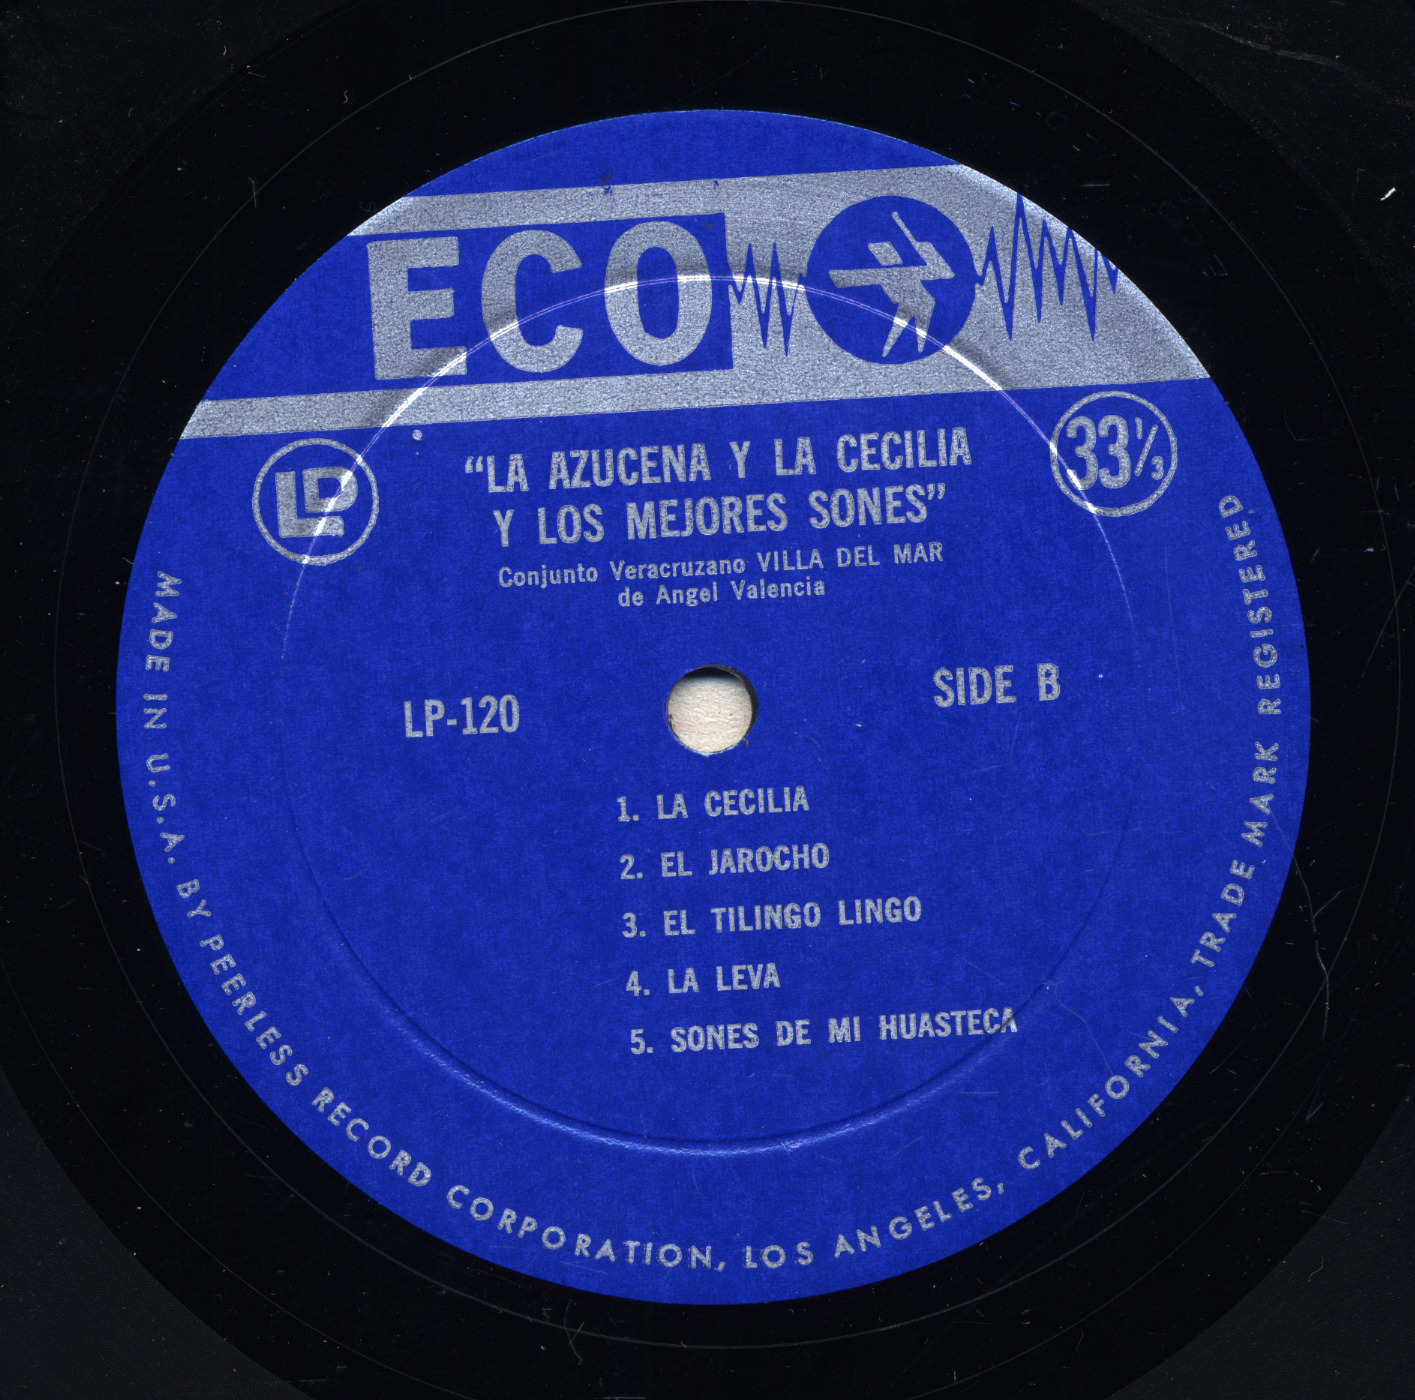 ECO
LP
33 1/3
“LA AZUCENA Y LA CECILIA
Y LOS MEJORES SONES”
Conjunto Veracruzano VILLA DEL MAR
de Angel Valencia
LP-120
SIDE B
1. LA CECILIA
2. EL JAROCHO
3. EL TILINGO LINGO
4. LA LEVA
5. SONES DE MI HUASTECA
MADE IN U.S.A. BY PEERLESS RECORD CORPORATION, LOS ANGELES, CALIFORNIA, TRADE MARK REGISTERED